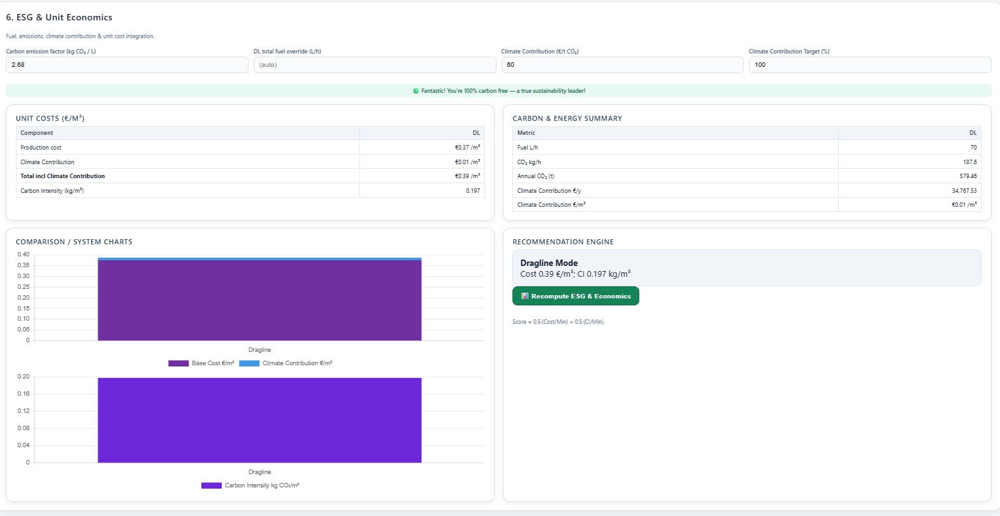 6. ESG & Unit Economics
Fuel, emissions, climate contribution & unit cost integration.
Carbon emission factor (kg CO₂ / L)
2.68
DL total fuel override (L/h)
(auto)
Climate Contribution (€/t CO₂)
60
Climate Contribution Target (%)
100
Fantastic! You're 100% carbon free — a true sustainability leader!
UNIT COSTS (€/M³)
Component DL
Production cost €0.37 /m³
Climate Contribution €0.01 /m³
Total incl Climate Contribution €0.39 /m³
Carbon intensity (kg/m³) 0.197
CARBON & ENERGY SUMMARY
Metric DL
Fuel L/h 70
CO₂ kg/h 187.6
Annual CO₂ (t) 579.46
Climate Contribution €/y 34,767.53
Climate Contribution €/m³ €0.01 /m³
COMPARISON / SYSTEM CHARTS
0.40
0.35
0.30
0.25
0.20
0.15
0.10
0.05
0
Dragline
Base Cost €/m³ Climate Contribution €/m³
0.20
0.16
0.12
0.08
0.04
0
Dragline
Carbon Intensity kg CO₂/m³
RECOMMENDATION ENGINE
Dragline Mode
Cost 0.39 €/m³; CI 0.197 kg/m³
Recompute ESG & Economics
Score = 0.5·(Cost/Min) + 0.5·(CI/Min).